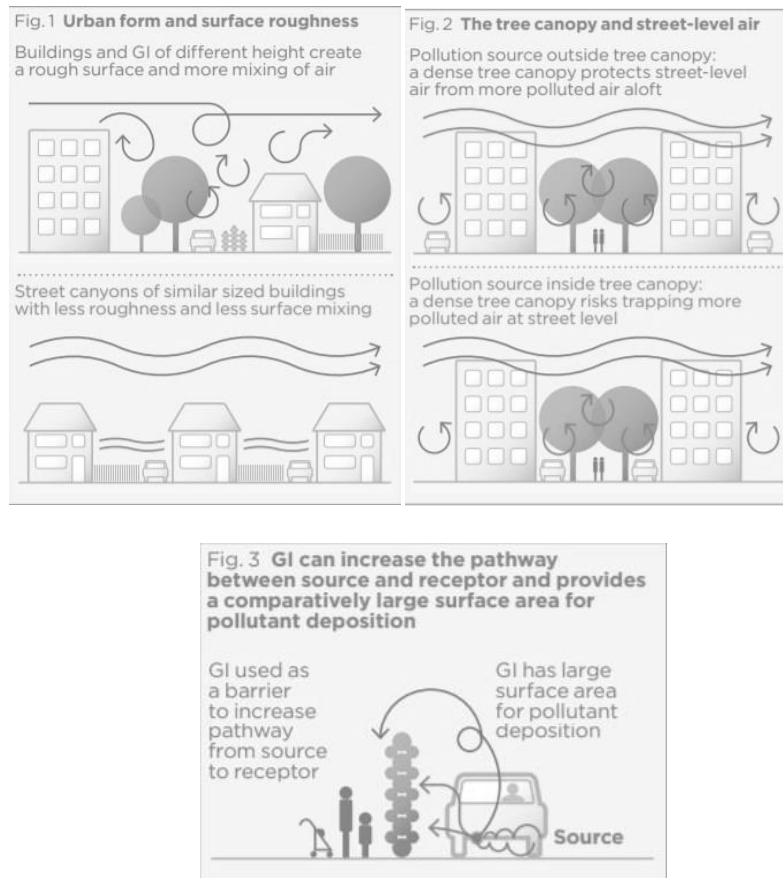 Fig. 1 Urban form and surface roughness
Buildings and GI of different height create
a rough surface and more mixing of air
Street canyons of similar sized buildings
with less roughness and less surface mixing
Fig. 2 The tree canopy and street-level air
Pollution source outside tree canopy:
a dense tree canopy protects street-level
air from more polluted air aloft
Pollution source inside tree canopy:
a dense tree canopy risks trapping more
polluted air at street level
Fig. 3 GI can increase the pathway
between source and receptor and provides
a comparatively large surface area for
pollutant deposition
GI used as
a barrier
to increase
pathway
from source
to receptor
GI has large
surface area
for pollutant
deposition
Source